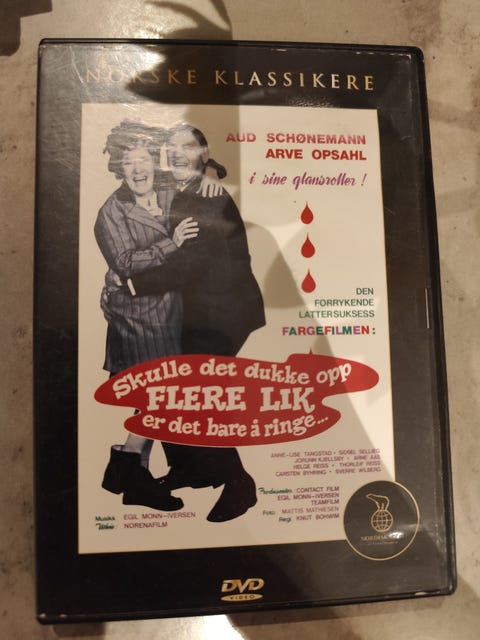 NORSKE KLASSIKERE
AUD SCHØNEMANN
ARVE OPSAHL
i sine glansroller !
DEN
FORRYKENDE
LATTERSUKSESS
FARGEFILMEN:
Skulle det dukke opp
FLERE LIK
er det bare å ringe...
ANNE-LISE TANGSTAD - SIDSEL SELLIEG
JORUNN KJELLSBY - ARNE AAS
HELGE REISS - THORLEIF REISS
CARSTEN BYHRING - SVERRE WILBERG
Produsenter: CONTACT FILM
EGIL MONN-IVERSEN
TEAMFILM
Musikk EGIL MONN-IVERSEN
Foto MATTIS MATHIESEN
NORENAFILM
Regi KNUT BOHWIM
NORDISK FILM
DVD
VIDEO